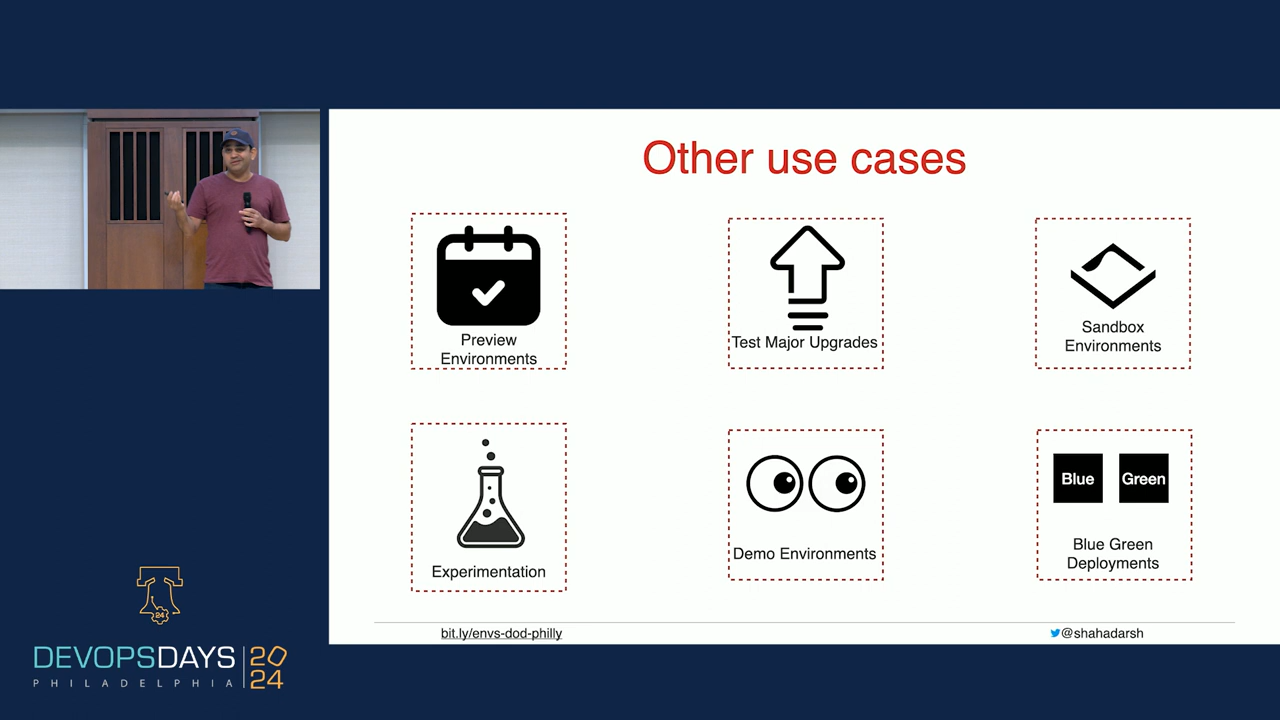 Other use cases
Preview
Environments
Test Major Upgrades
Sandbox
Environments
Experimentation
Demo Environments
Blue Green
Blue Green
Deployments
bit.ly/envs-dod-philly
@shahadarsh
24
DEVOPSDAYS
PHILADELPHIA
20
24